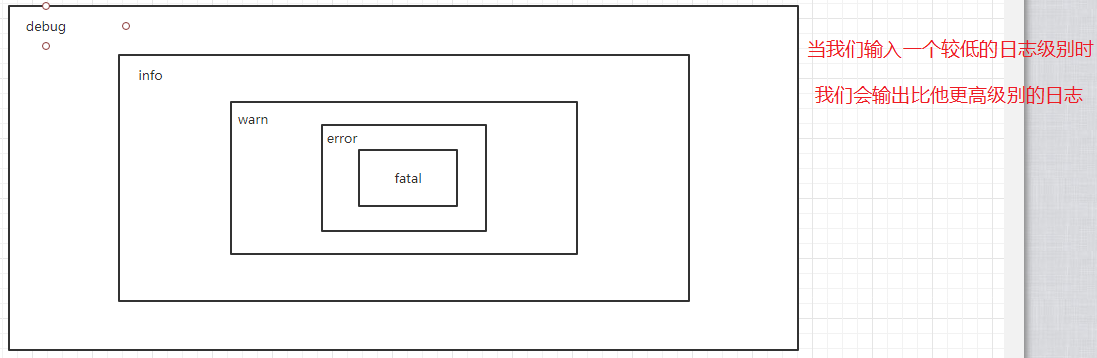 debug
info
warn
error
fatal
当我们输入一个较低的日志级别时
我们会输出比他更高级别的日志